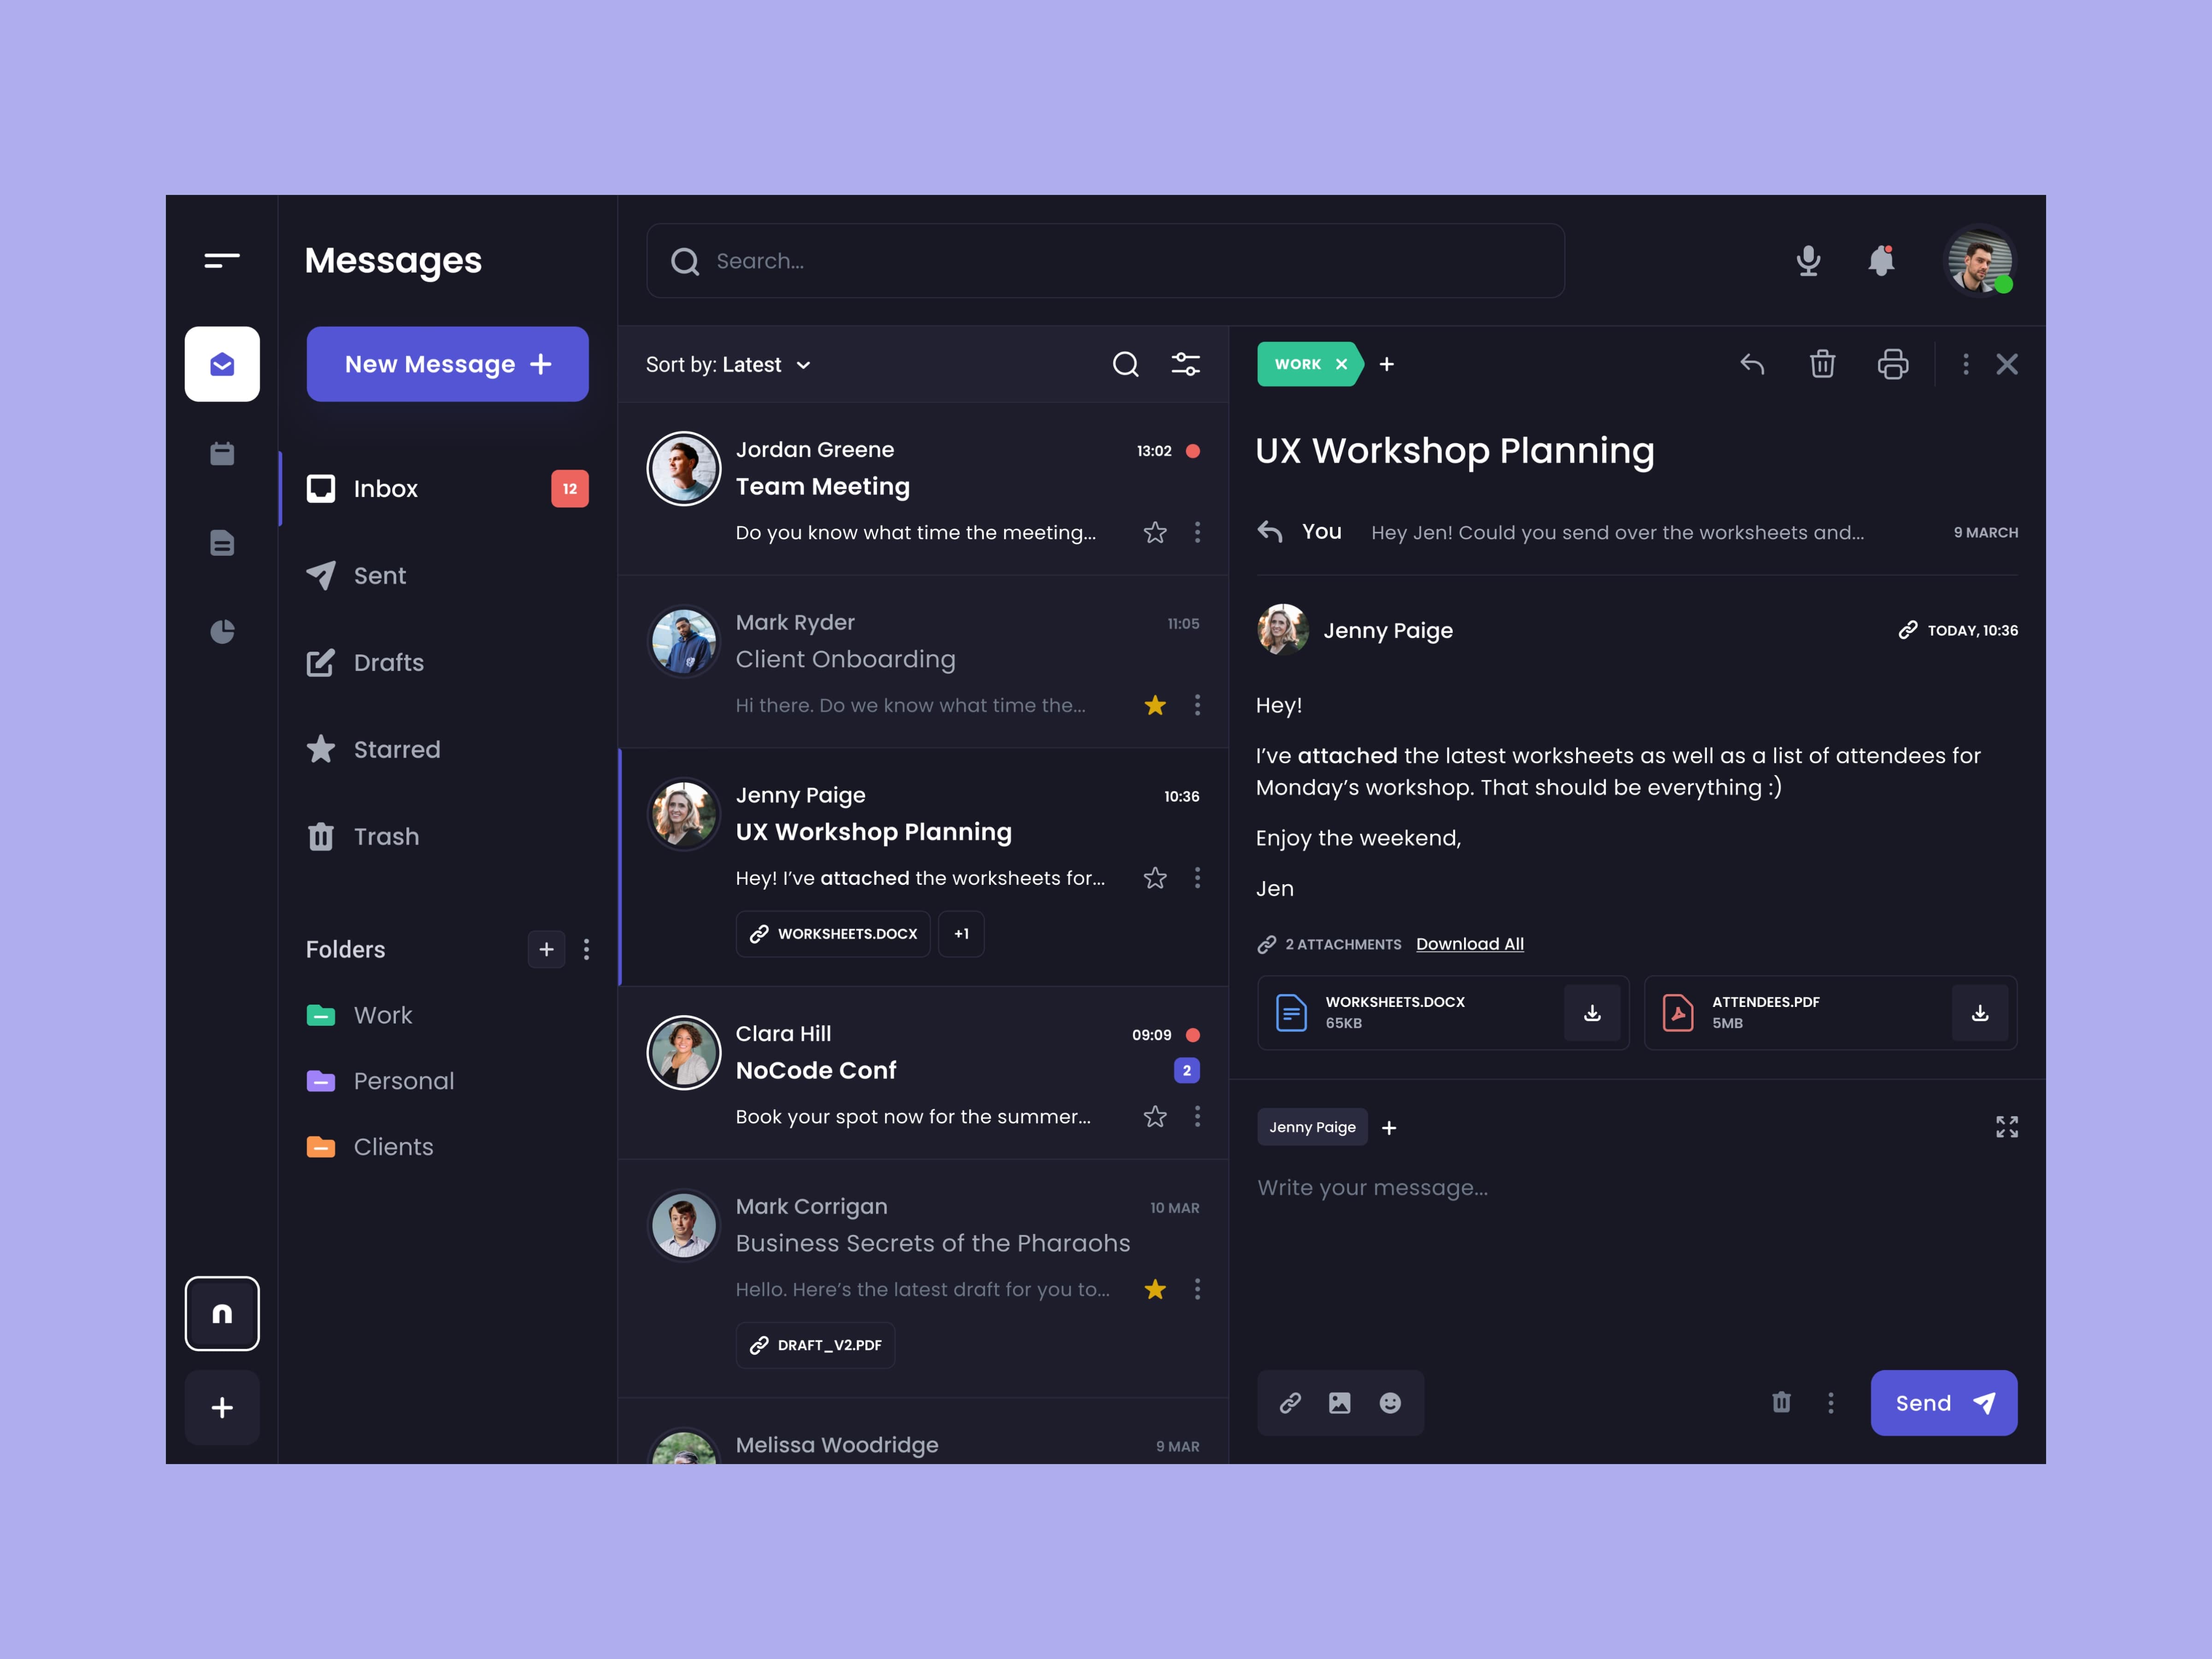 Messages
Search...
New Message
Inbox
12
Sent
Drafts
Starred
Trash
Folders
Work
Personal
Clients
n
Sort by: Latest
Jordan Greene
13:02
Team Meeting
Do you know what time the meeting...
Mark Ryder
11:05
Client Onboarding
Hi there. Do we know what time the...
Jenny Paige
10:36
UX Workshop Planning
Hey! I’ve attached the worksheets for...
WORKSHEETS.DOCX
+1
Clara Hill
09:09
NoCode Conf
2
Book your spot now for the summer...
Mark Corrigan
10 MAR
Business Secrets of the Pharaohs
Hello. Here’s the latest draft for you to...
DRAFT_V2.PDF
Melissa Woodridge
9 MAR
WORK
UX Workshop Planning
You Hey Jen! Could you send over the worksheets and... 9 MARCH
Jenny Paige
TODAY, 10:36
Hey!
I’ve attached the latest worksheets as well as a list of attendees for
Monday’s workshop. That should be everything :)
Enjoy the weekend,
Jen
2 ATTACHMENTS Download All
WORKSHEETS.DOCX
65KB
ATTENDEES.PDF
5MB
Jenny Paige
Write your message...
Send